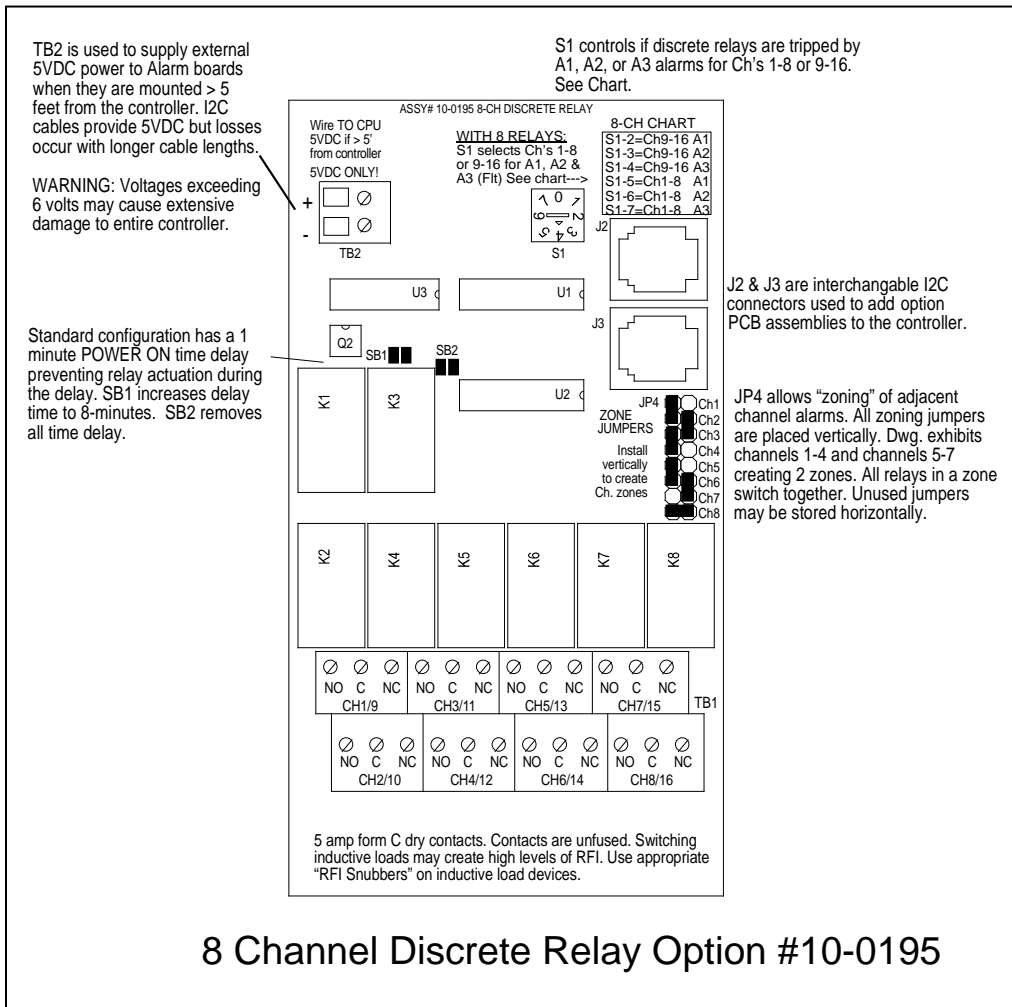 TB2 is used to supply external
5VDC power to Alarm boards
when they are mounted > 5
feet from the controller. I2C
cables provide 5VDC but losses
occur with longer cable lengths.
WARNING: Voltages exceeding
6 volts may cause extensive
damage to entire controller.
S1 controls if discrete relays are tripped by
A1, A2, or A3 alarms for Ch's 1-8 or 9-16.
See Chart.
ASSY# 10-0195 8-CH DISCRETE RELAY
Wire TO CPU
5VDC if > 5'
from controller
5VDC ONLY!
+
-
TB2
WITH 8 RELAYS:
S1 selects Ch's 1-8
or 9-16 for A1, A2 &
A3 (Flt) See chart--->
0 1 2 3 4 5 6 7
S1
8-CH CHART
S1-2=Ch9-16 A1
S1-3=Ch9-16 A2
S1-4=Ch9-16 A3
S1-5=Ch1-8 A1
S1-6=Ch1-8 A2
S1-7=Ch1-8 A3
J2
J3
J2 & J3 are interchangable I2C
connectors used to add option
PCB assemblies to the controller.
U3
U1
Q2
SB1
SB2
U2
Standard configuration has a 1
minute POWER ON time delay
preventing relay actuation during
the delay. SB1 increases delay
time to 8-minutes. SB2 removes
all time delay.
K1
K3
JP4
ZONE
JUMPERS
Install
vertically
to create
Ch. zones
Ch1
Ch2
Ch3
Ch4
Ch5
Ch6
Ch7
Ch8
JP4 allows “zoning” of adjacent
channel alarms. All zoning jumpers
are placed vertically. Dwg. exhibits
channels 1-4 and channels 5-7
creating 2 zones. All relays in a zone
switch together. Unused jumpers
may be stored horizontally.
K2
K4
K5
K6
K7
K8
NO C NC NO C NC NO C NC NO C NC
CH1/9 CH3/11 CH5/13 CH7/15
TB1
NO C NC NO C NC NO C NC NO C NC
CH2/10 CH4/12 CH6/14 CH8/16
5 amp form C dry contacts. Contacts are unfused. Switching
inductive loads may create high levels of RFI. Use appropriate
“RFI Snubbers” on inductive load devices.
8 Channel Discrete Relay Option #10-0195